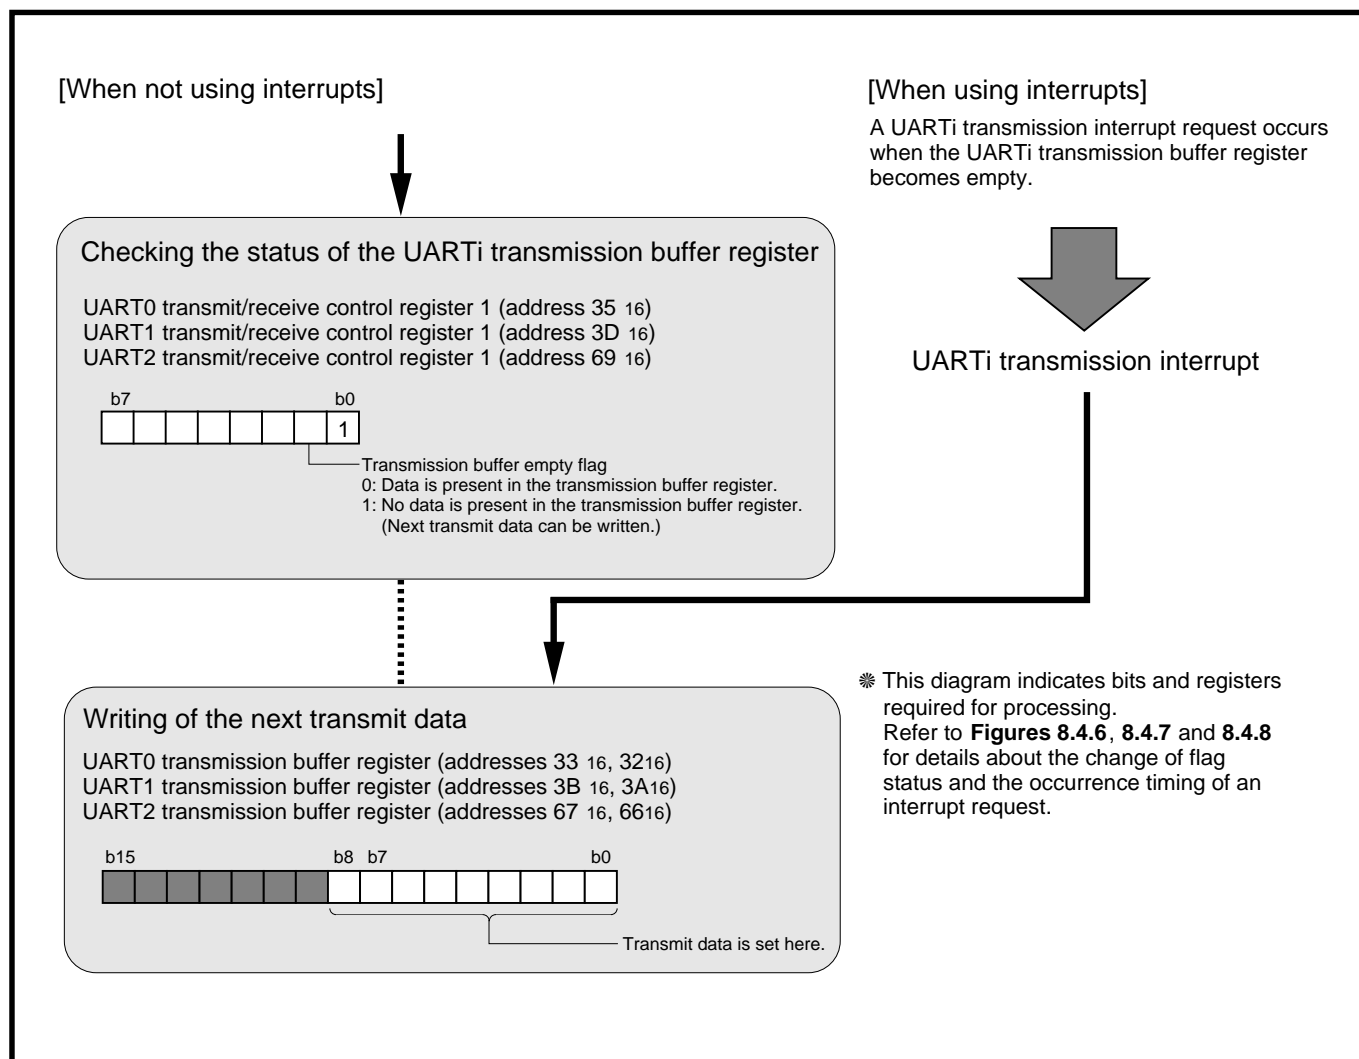 [When not using interrupts]
[When using interrupts]
A UARTi transmission interrupt request occurs
when the UARTi transmission buffer register
becomes empty.
Checking the status of the UARTi transmission buffer register
UART0 transmit/receive control register 1 (address 35 16)
UART1 transmit/receive control register 1 (address 3D 16)
UART2 transmit/receive control register 1 (address 69 16)
b7 b0
1
Transmission buffer empty flag
0: Data is present in the transmission buffer register.
1: No data is present in the transmission buffer register.
(Next transmit data can be written.)
UARTi transmission interrupt
Writing of the next transmit data
UART0 transmission buffer register (addresses 33 16, 3216)
UART1 transmission buffer register (addresses 3B 16, 3A16)
UART2 transmission buffer register (addresses 67 16, 6616)
b15 b8 b7 b0
Transmit data is set here.
❋ This diagram indicates bits and registers
required for processing.
Refer to Figures 8.4.6, 8.4.7 and 8.4.8
for details about the change of flag
status and the occurrence timing of an
interrupt request.